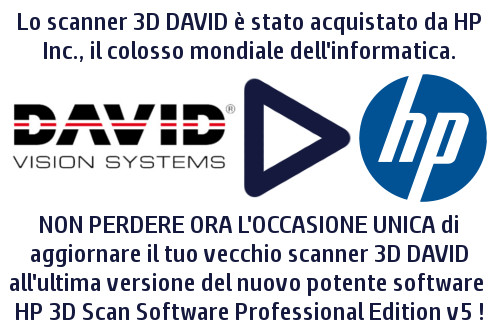 Lo scanner 3D DAVID è stato acquistato da HP
Inc., il colosso mondiale dell'informatica.
DAVID®
VISION SYSTEMS
hp
NON PERDERE ORA L'OCCASIONE UNICA di
aggiornare il tuo vecchio scanner 3D DAVID
all'ultima versione del nuovo potente software
HP 3D Scan Software Professional Edition v5 !